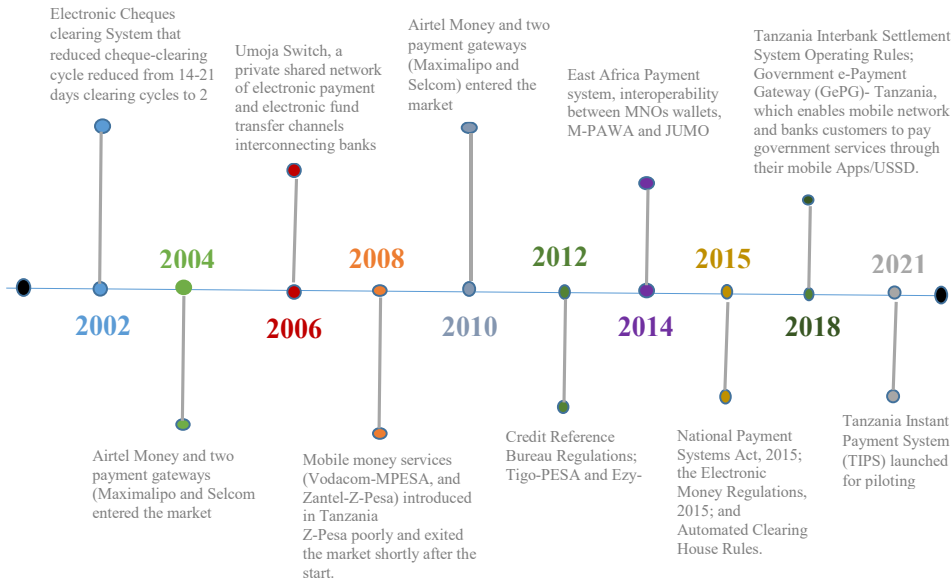 Electronic Cheques
clearing System that
reduced cheque-clearing
cycle reduced from 14-21
days clearing cycles to 2
Umoja Switch, a
private shared network
of electronic payment
and electronic fund
transfer channels
interconnecting banks
Airtel Money and two
payment gateways
(Maximalipo and
Selcom) entered the
market
East Africa Payment
system, interoperability
between MNOs wallets,
M-PAWA and JUMO
Tanzania Interbank Settlement
System Operating Rules;
Government e-Payment
Gateway (GePG)- Tanzania,
which enables mobile network
and banks customers to pay
government services through
their mobile Apps/USSD.
2004
2008
2012
2015
2021
2002
2006
2010
2014
2018
Airtel Money and two
payment gateways
(Maximalipo and Selcom
entered the market
Mobile money services
(Vodacom-MPESA, and
Zantel-Z-Pesa) introduced
in Tanzania
Z-Pesa poorly and exited
the market shortly after the
start.
Credit Reference
Bureau Regulations;
Tigo-PESA and Ezy-
National Payment
Systems Act, 2015;
the Electronic
Money Regulations,
2015; and
Automated Clearing
House Rules.
Tanzania Instant
Payment System
(TIPS) launched
for piloting